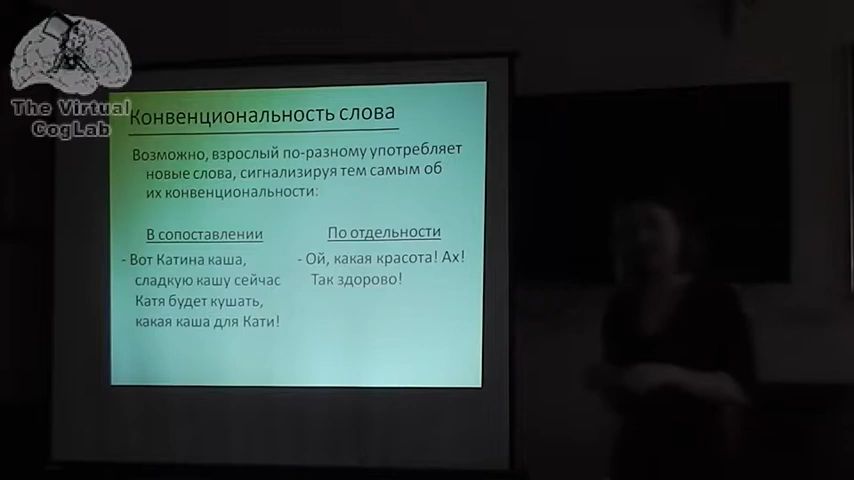 The Virtual
CogLab
Конвенциональность слова
Возможно, взрослый по-разному употребляет
новые слова, сигнализируя тем самым об
их конвенциональности:
В сопоставлении
- Вот Катина каша,
сладкую кашу сейчас
Катя будет кушать,
какая каша для Кати!
По отдельности
- Ой, какая красота! Ах!
Так здорово!